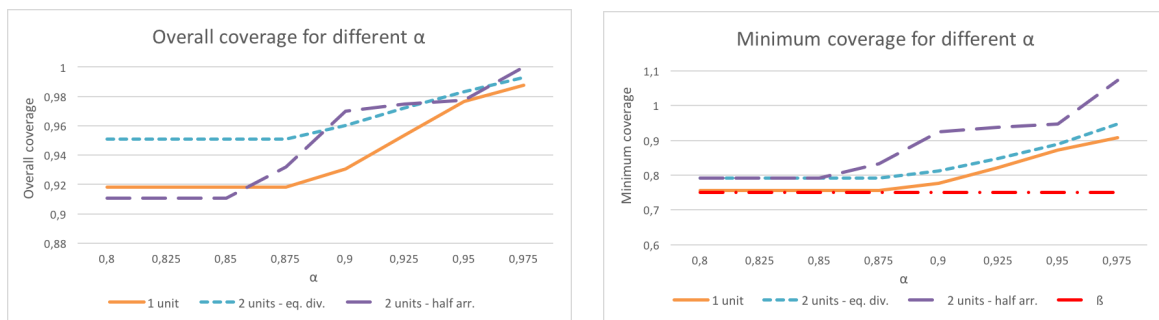 Overall coverage for different α
Overall coverage
1
0,98
0,96
0,94
0,92
0,9
0,88
0,8 0,825 0,85 0,875 0,9 0,925 0,95 0,975
α
1 unit 2 units - eq. div. 2 units - half arr.
Minimum coverage for different α
Minimum coverage
1,1
1
0,9
0,8
0,7
0,6
0,8 0,825 0,85 0,875 0,9 0,925 0,95 0,975
α
1 unit 2 units - eq. div. 2 units - half arr. ß